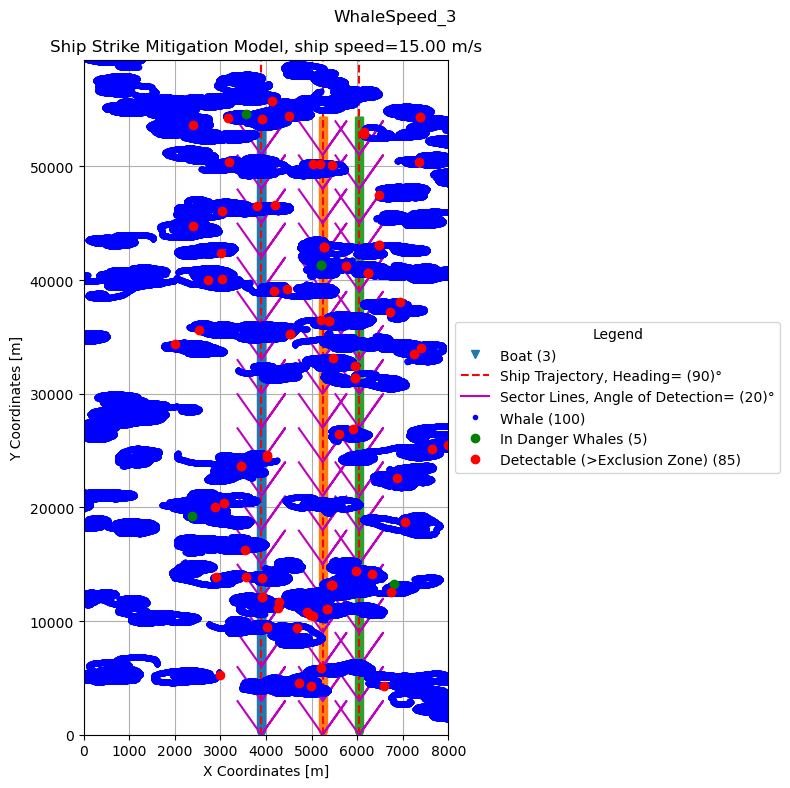 WhaleSpeed_3
Ship Strike Mitigation Model, ship speed=15.00 m/s
Y Coordinates [m]
50000
40000
30000
20000
10000
0
0 1000 2000 3000 4000 5000 6000 7000 8000
X Coordinates [m]
Legend
Boat (3)
Ship Trajectory, Heading= (90)°
Sector Lines, Angle of Detection= (20)°
Whale (100)
In Danger Whales (5)
Detectable (>Exclusion Zone) (85)